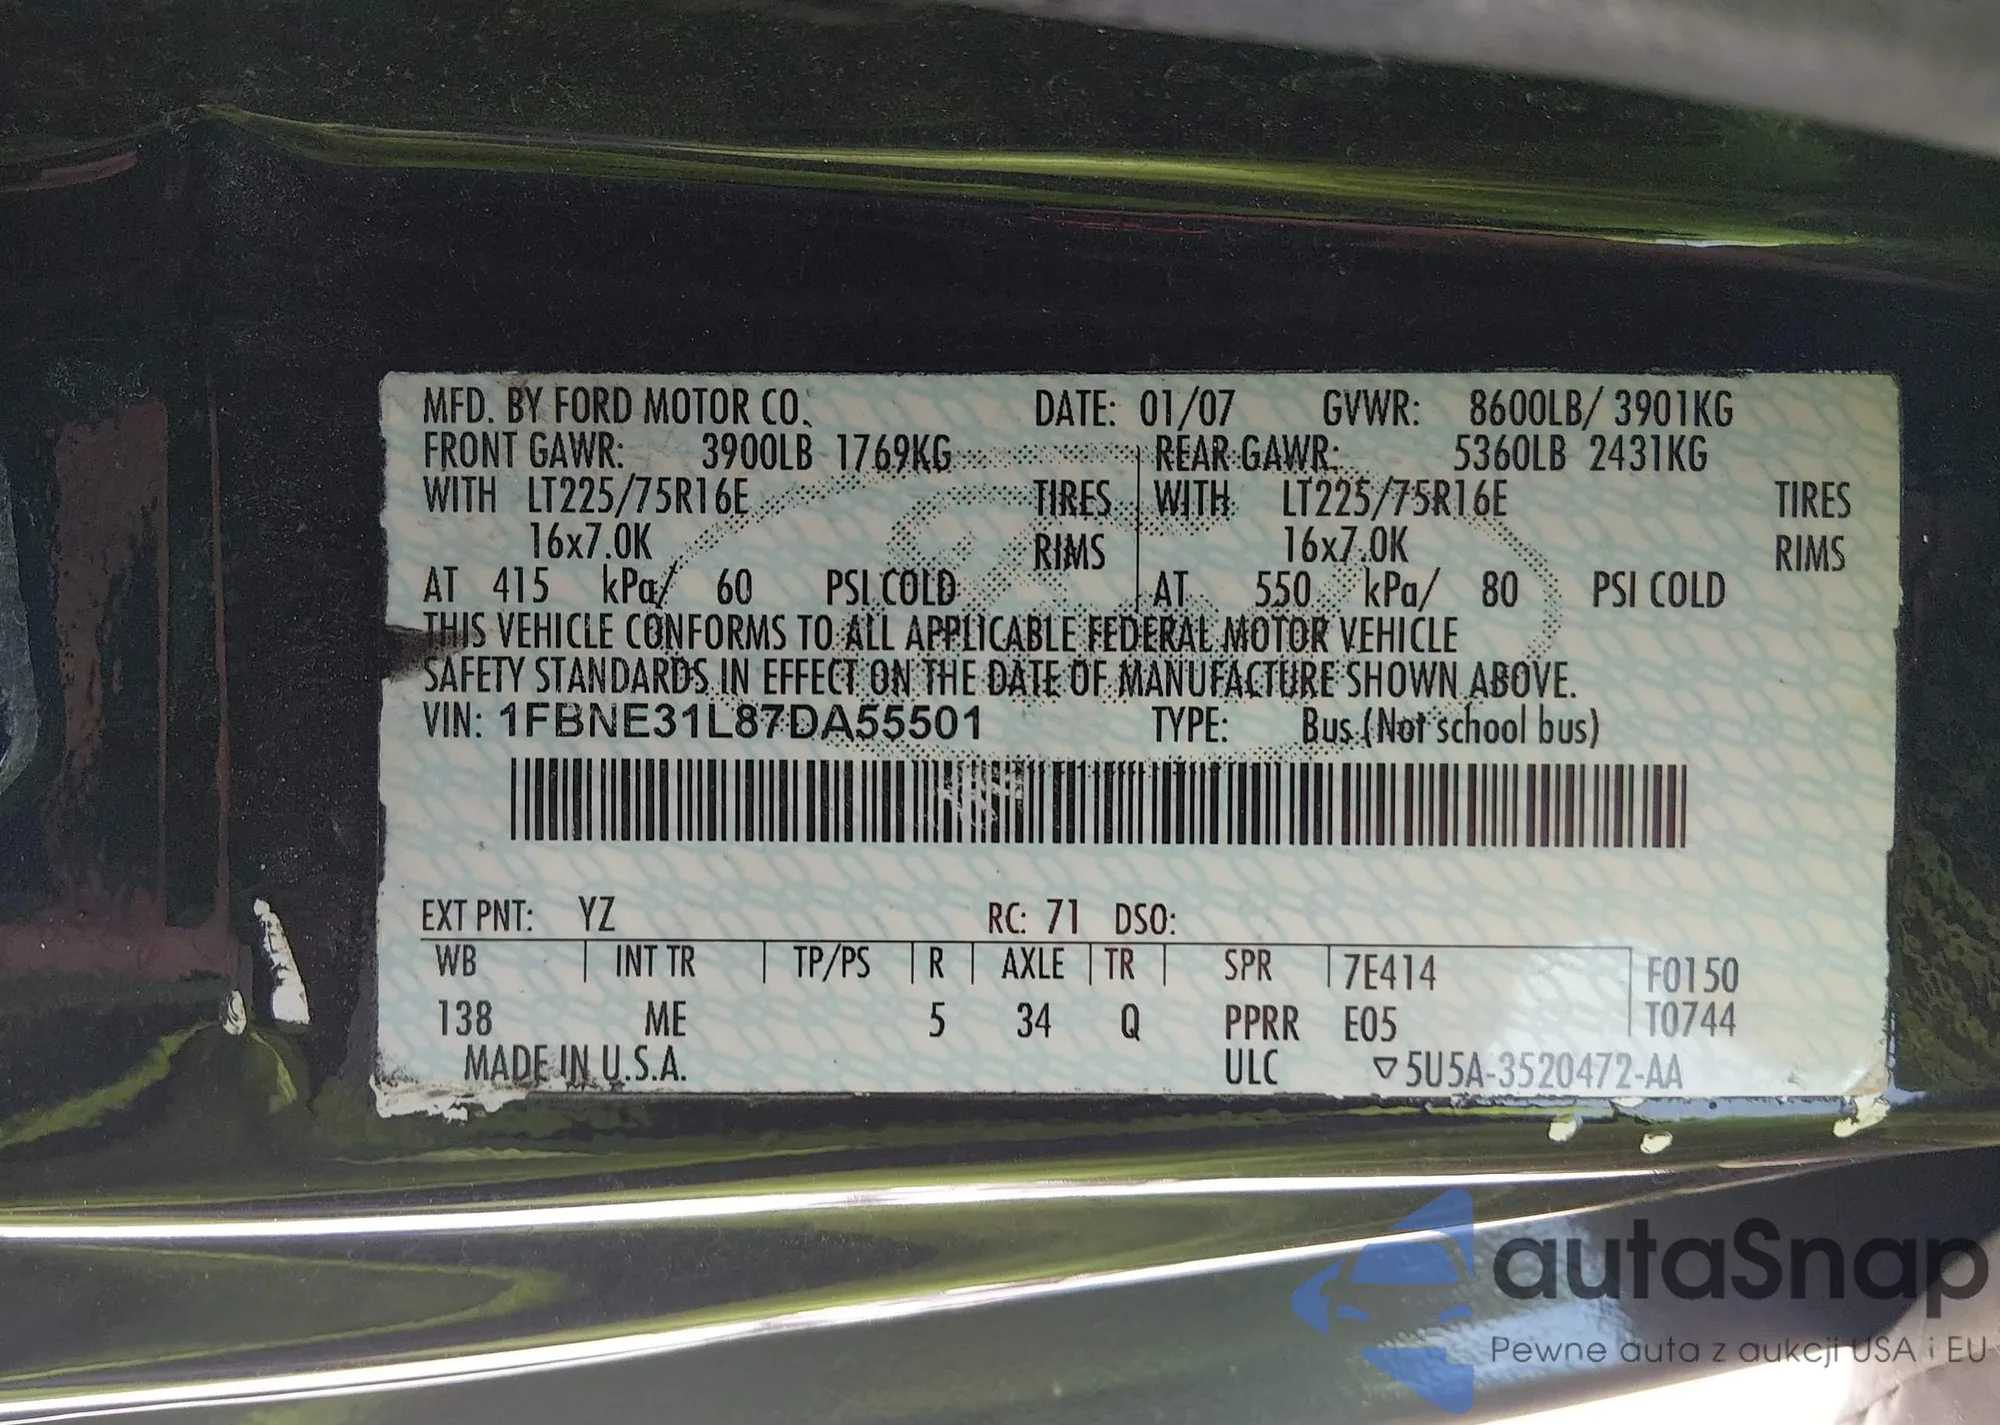 MFD. BY FORD MOTOR CO. DATE: 01/07 GVWR: 8600LB/ 3901KG
FRONT GAWR: 3900LB 1769KG REAR GAWR: 5360LB 2431KG
WITH LT225/75R16E TIRES WITH LT225/75R16E TIRES
16x7.0K RIMS 16x7.0K RIMS
AT 415 kPa/ 60 PSI COLD AT 550 kPa/ 80 PSI COLD
THIS VEHICLE CONFORMS TO ALL APPLICABLE FEDERAL MOTOR VEHICLE
SAFETY STANDARDS IN EFFECT ON THE DATE OF MANUFACTURE SHOWN ABOVE.
VIN: 1FBNE31L87DA55501 TYPE: Bus (Not school bus)
EXT PNT: YZ RC: 71 DSO:
WB INT TR TP/PS R AXLE TR SPR 7E414 F0150
138 ME 5 34 Q PPRR E05 T0744
MADE IN U.S.A. ULC ▽5U5A-3520472-AA
autaSnap
Pewne auta z aukcji USA i EU